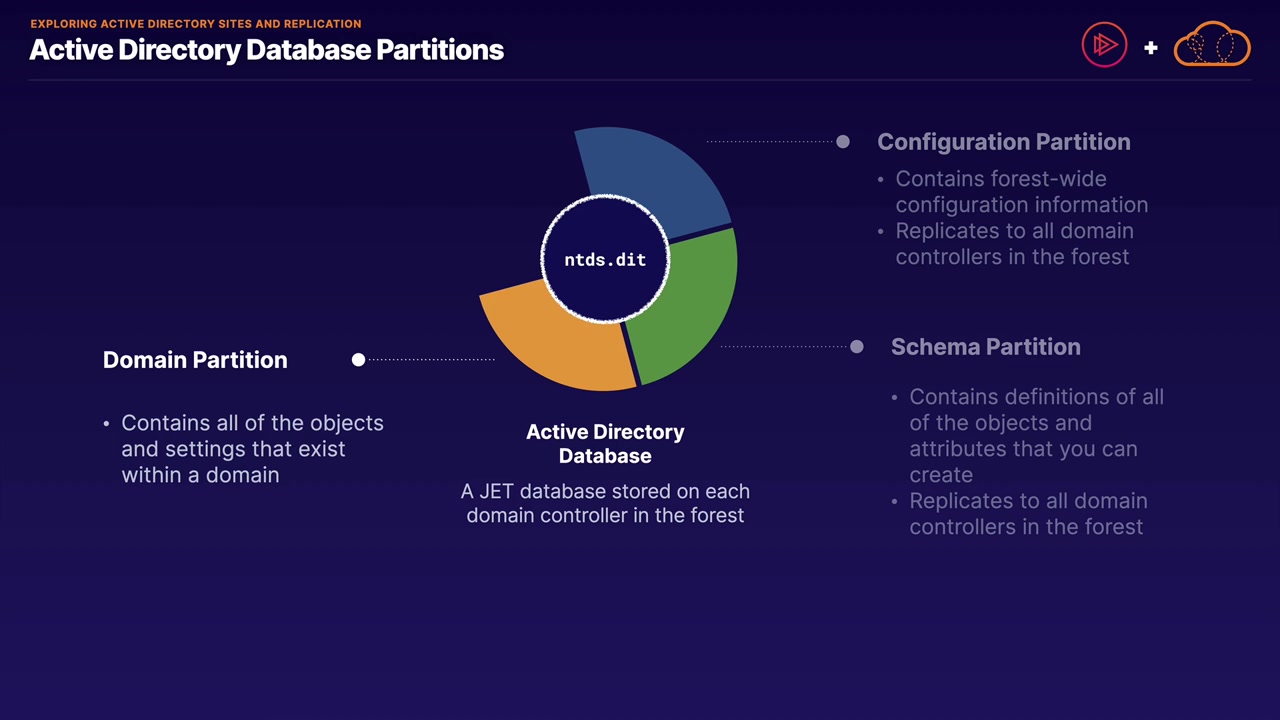 EXPLORING ACTIVE DIRECTORY SITES AND REPLICATION
Active Directory Database Partitions
+
Configuration Partition
• Contains forest-wide
configuration information
• Replicates to all domain
controllers in the forest
ntds.dit
Domain Partition
• Contains all of the objects
and settings that exist
within a domain
Active Directory
Database
A JET database stored on each
domain controller in the forest
Schema Partition
• Contains definitions of all
of the objects and
attributes that you can
create
• Replicates to all domain
controllers in the forest